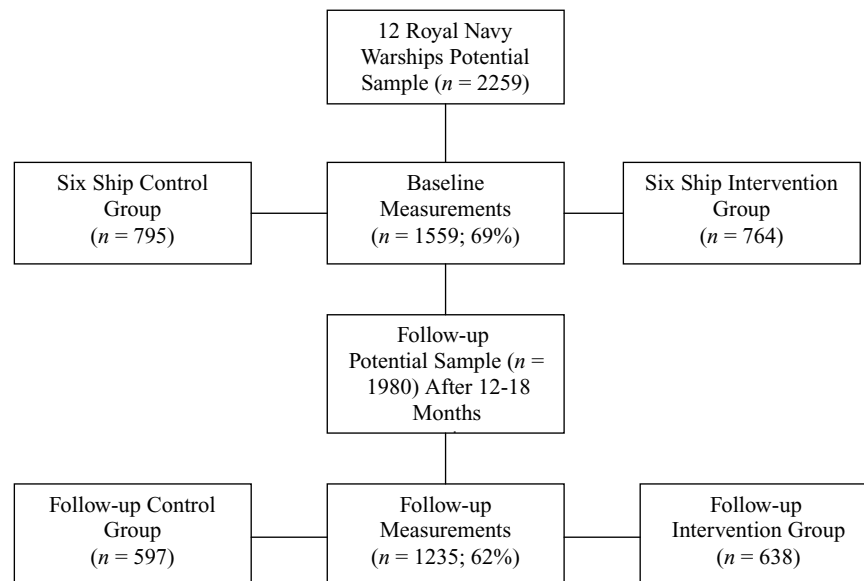 12 Royal Navy
Warships Potential
Sample (n = 2259)
Six Ship Control
Group
(n = 795)
Baseline
Measurements
(n = 1559; 69%)
Six Ship Intervention
Group
(n = 764)
Follow-up
Potential Sample (n =
1980) After 12-18
Months
Follow-up Control
Group
(n = 597)
Follow-up
Measurements
(n = 1235; 62%)
Follow-up
Intervention Group
(n = 638)